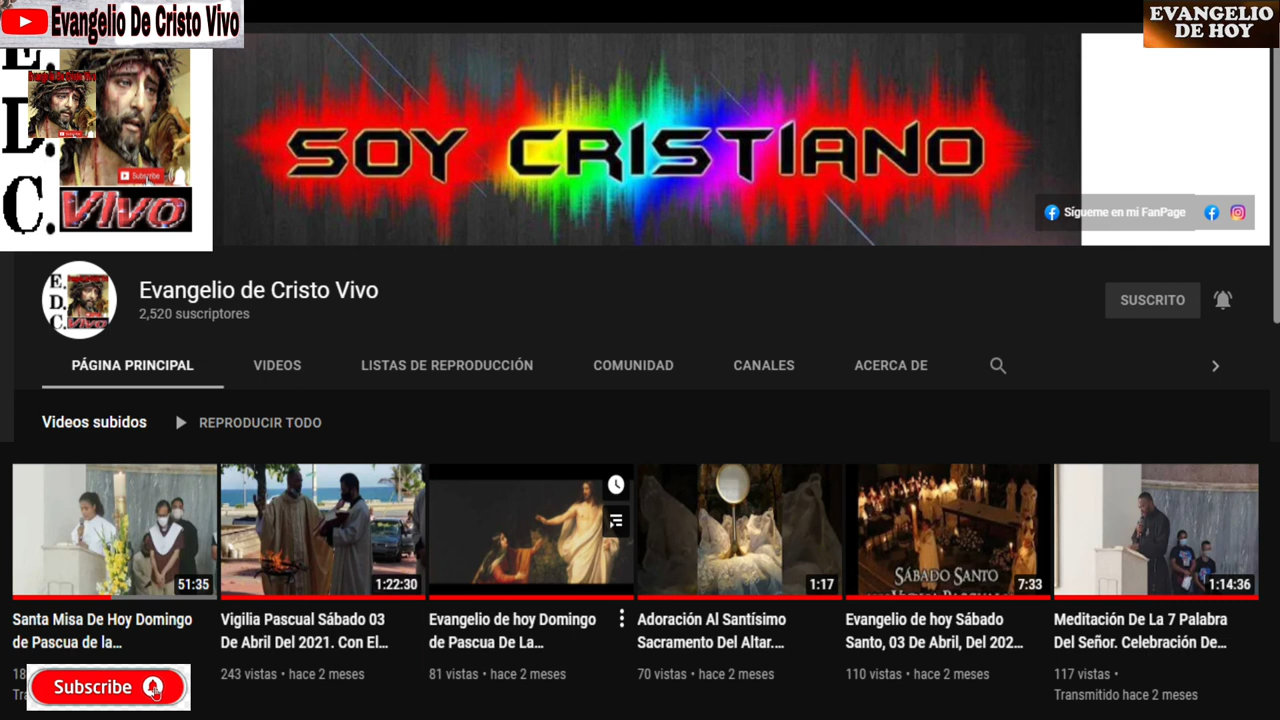 Evangelio De Cristo Vivo
EVANGELIO
DE HOY
E.
D.
C.
Vivo
Subscribe
SOY CRISTIANO
Sígueme en mi FanPage
E.
D.
C.
Vivo
Evangelio de Cristo Vivo
2,520 suscriptores
SUSCRITO
PÁGINA PRINCIPAL VIDEOS LISTAS DE REPRODUCCIÓN COMUNIDAD CANALES ACERCA DE
Videos subidos REPRODUCIR TODO
51:35
1:22:30
1:17
SÁBADO SANTO
7:33
1:14:36
Santa Misa De Hoy Domingo
de Pascua de la...
18
Vigilia Pascual Sábado 03
De Abril Del 2021. Con El...
243 vistas • hace 2 meses
Evangelio de hoy Domingo
de Pascua De La...
81 vistas • hace 2 meses
Adoración Al Santísimo
Sacramento Del Altar....
70 vistas • hace 2 meses
Evangelio de hoy Sábado
Santo, 03 De Abril, Del 202...
110 vistas • hace 2 meses
Meditación De La 7 Palabra
Del Señor. Celebración De...
117 vistas •
Transmitido hace 2 meses
Subscribe